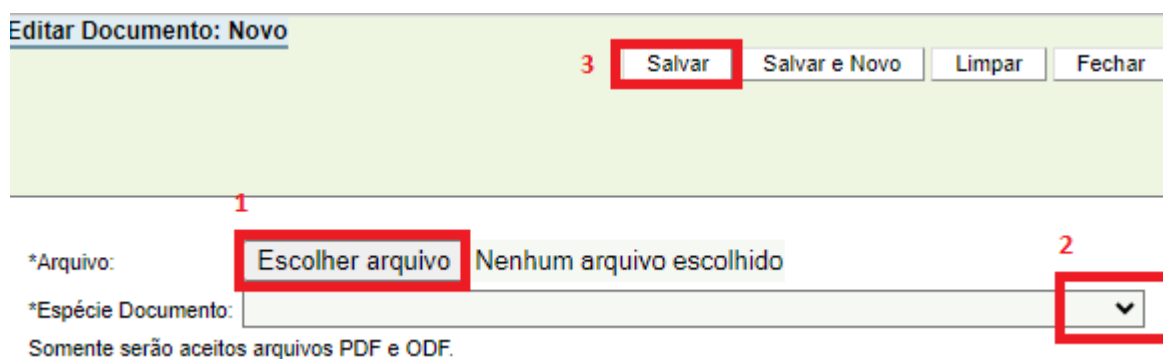 Editar Documento: Novo
3 Salvar Salvar e Novo Limpar Fechar
1
*Arquivo: Escolher arquivo Nenhum arquivo escolhido
2
*Espécie Documento:
Somente serão aceitos arquivos PDF e ODF.